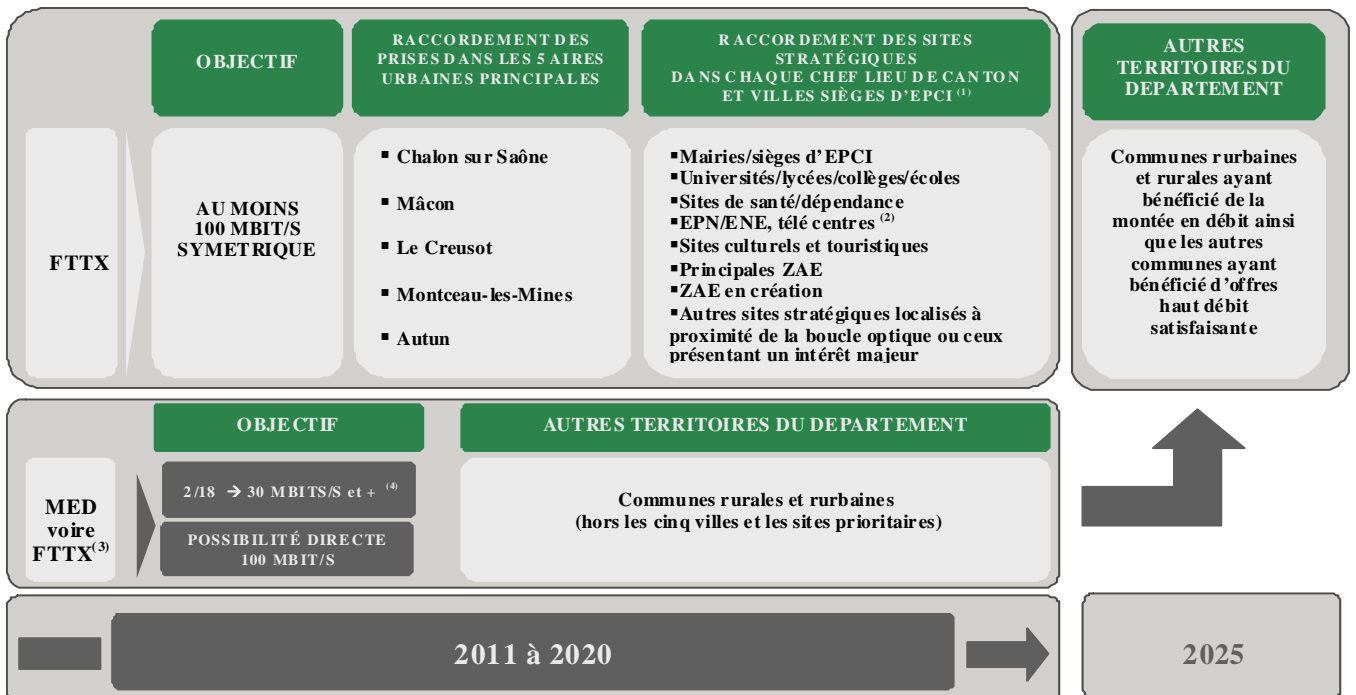 OBJECTIF
RACCORDEMENT DES
PRISES DANS LES 5 AIRES
URBAINES PRINCIPALES
RACCORDEMENT DES SITES
STRATÉGIQUES
DANS CHAQUE CHEF LIEU DE CANTON
ET VILLES SIÈGES D'EPCI (1)
AUTRES
TERRITOIRES DU
DEPARTEMENT
FTTX
AU MOINS
100 MBIT/S
SYMETRIQUE
▪ Chalon sur Saône
▪ Mâcon
▪ Le Creusot
▪ Montceau-les-Mines
▪ Autun
▪Mairies/sièges d'EPCI
▪Universités/lycées/collèges/écoles
▪Sites de santé/dépendance
▪EPN/ENE, télé centres (2)
▪Sites culturels et touristiques
▪Principales ZAE
▪ZAE en création
▪Autres sites stratégiques localisés à
proximité de la boucle optique ou ceux
présentant un intérêt majeur
Communes rurbaines
et rurales ayant
bénéficié de la
montée en débit ainsi
que les autres
communes ayant
bénéficié d'offres
haut débit
satisfaisante
OBJECTIF
AUTRES TERRITOIRES DU DEPARTEMENT
MED
voire
FTTX(3)
2/18 → 30 MBITS/S et + (4)
POSSIBILITÉ DIRECTE
100 MBIT/S
Communes rurales et rurbaines
(hors les cinq villes et les sites prioritaires)
2011 à 2020
2025